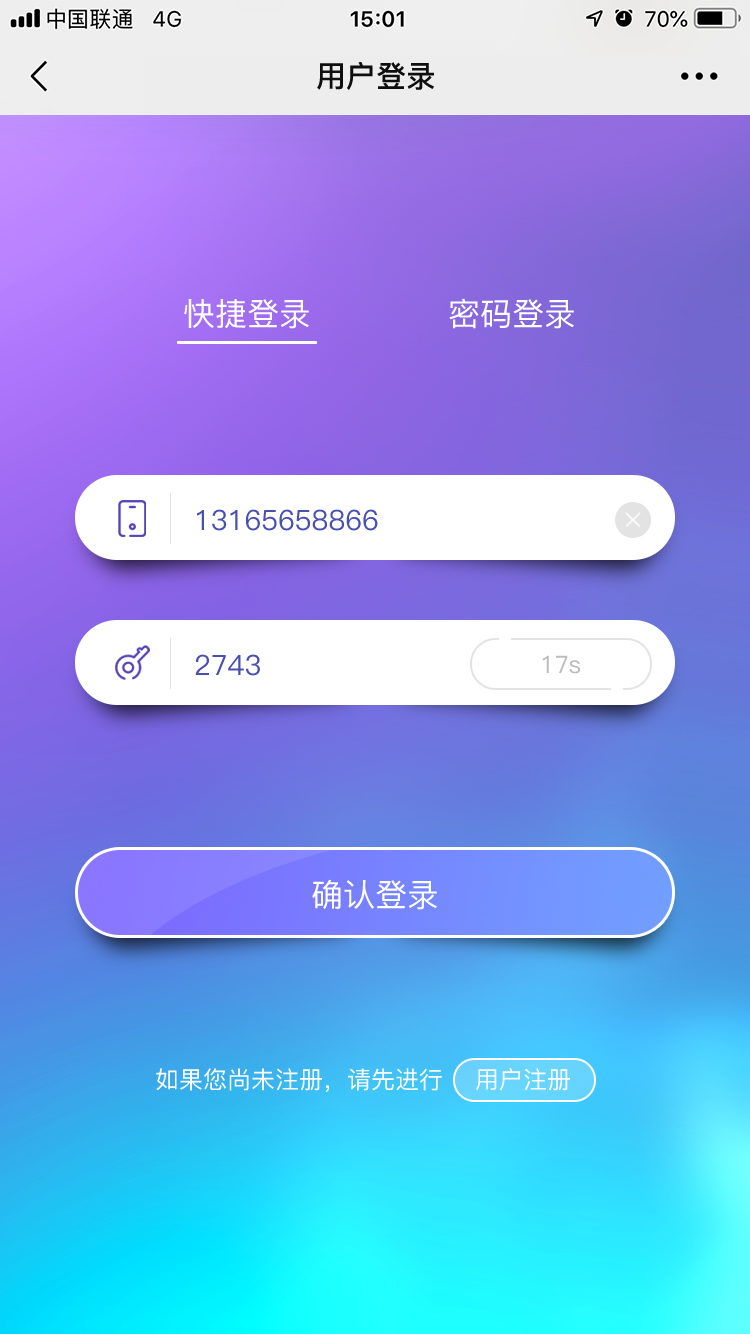 中国联通 4G 15:01 70%
用户登录
快捷登录 密码登录
13165658866
2743 17s
确认登录
如果您尚未注册，请先进行 用户注册